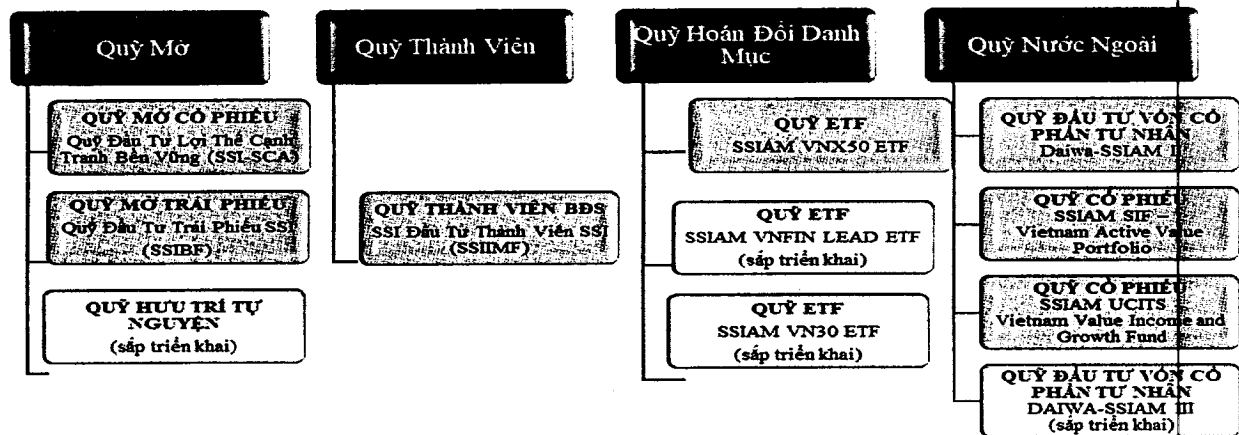 Quỹ Mở
QUỸ MỞ CỔ PHIẾU
Quỹ Đầu Tư Lợi Thế Cạnh
Tranh Bền Vững (SSI-SCA)
QUỸ MỞ TRÁI PHIẾU
Quỹ Đầu Tư Trái Phiếu SSI
(SSIBF)
QUỸ HƯU TRÍ TỰ
NGUYỆN
(sắp triển khai)
Quỹ Thành Viên
QUỸ THÀNH VIÊN BĐS
SSI Đầu Tư Thành Viên SSI
(SSIIMF)
Quỹ Hoán Đổi Danh
Mục
QUỸ ETF
SSIAM VNX50 ETF
QUỸ ETF
SSIAM VNFIN LEAD ETF
(sắp triển khai)
QUỸ ETF
SSIAM VN30 ETF
(sắp triển khai)
Quỹ Nước Ngoài
QUỸ ĐẦU TƯ VỐN CỔ
PHẦN TƯ NHÂN
Daiwa-SSIAM
QUỸ CỔ PHIẾU
SSIAM SIF –
Vietnam Active Value
Portfolio
QUỸ CỔ PHIẾU
SSIAM UCITS
Vietnam Value Income and
Growth Fund
QUỸ ĐẦU TƯ VỐN CỔ
PHẦN TƯ NHÂN
DAIWA-SSIAM III
(sắp triển khai)